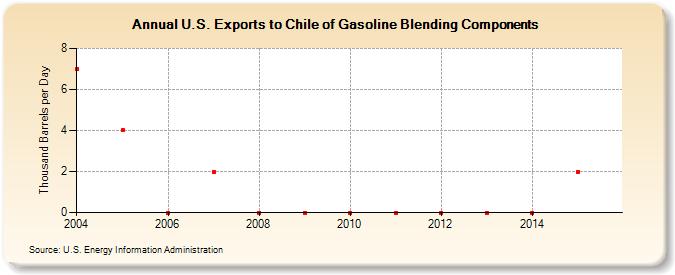 Annual U.S. Exports to Chile of Gasoline Blending Components
Thousand Barrels per Day
8
6
4
2
0
2004 2006 2008 2010 2012 2014
Source: U.S. Energy Information Administration